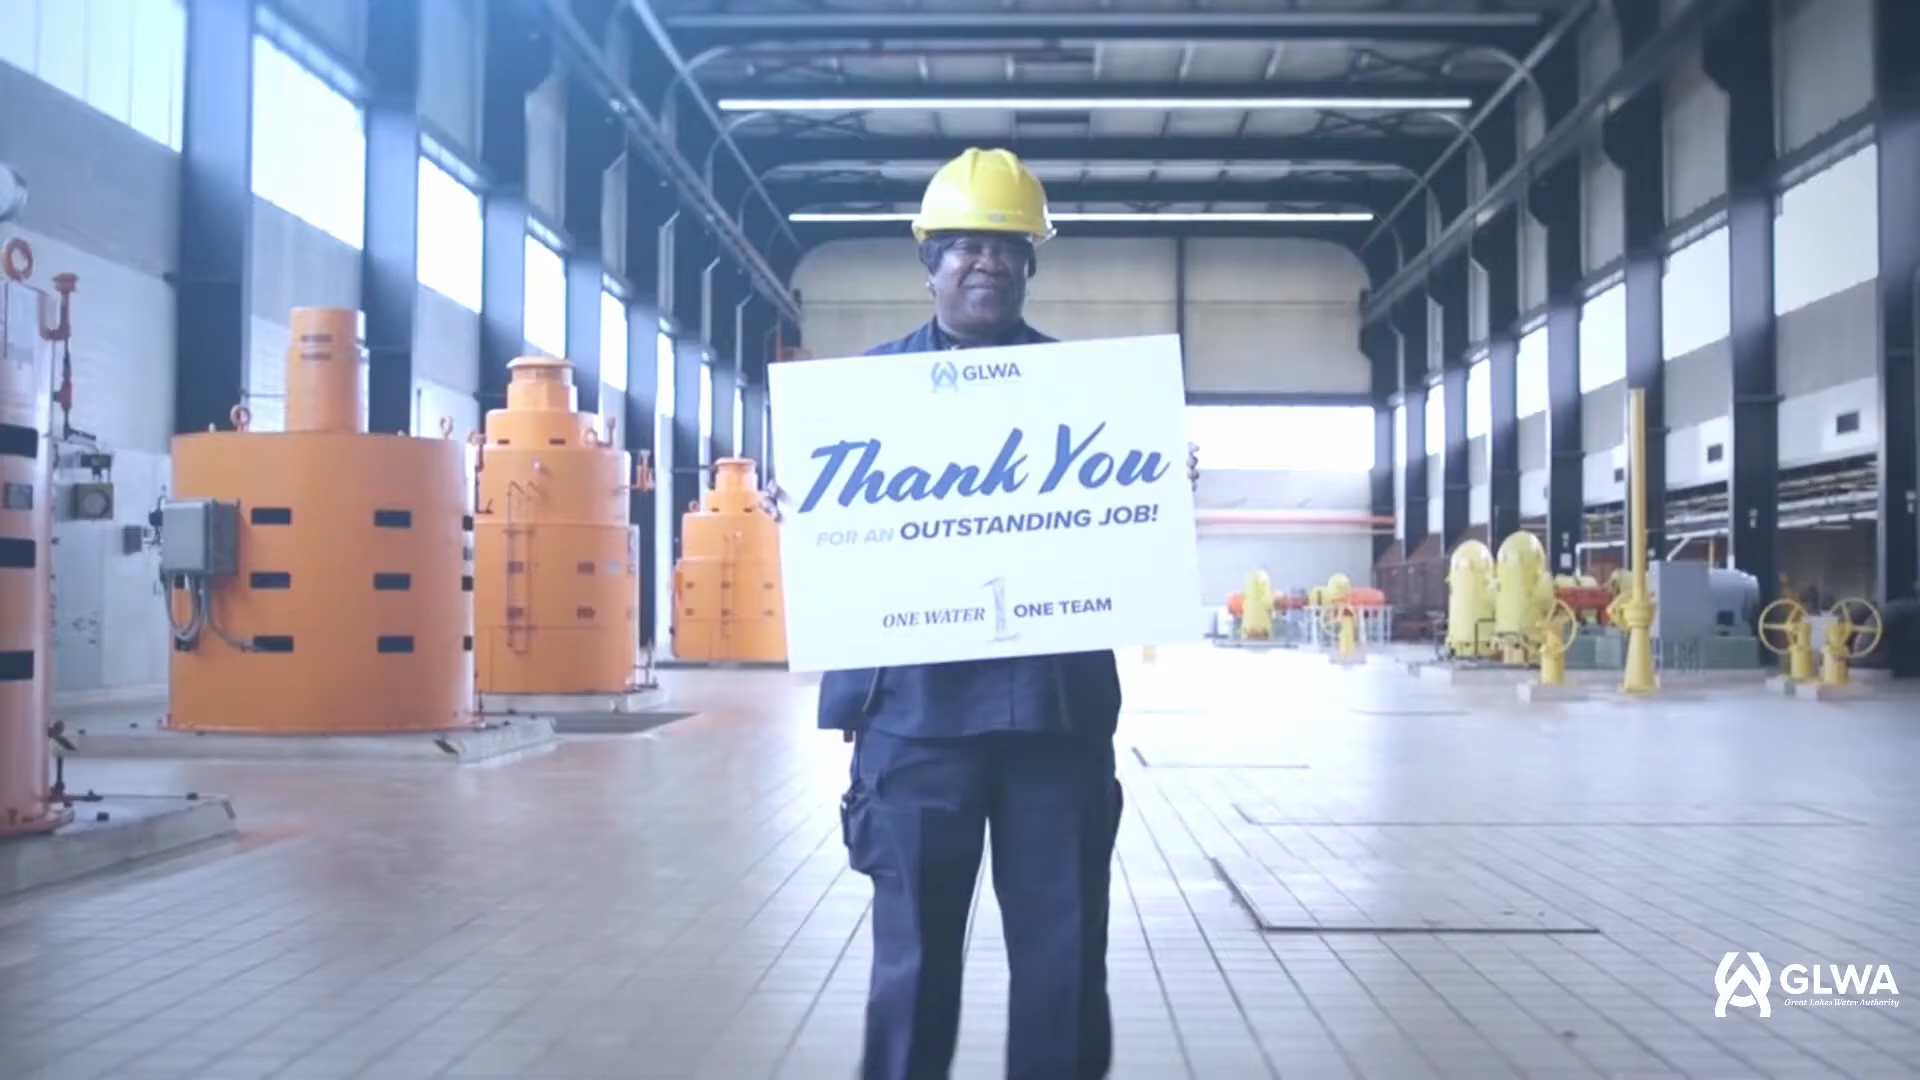 GLWA
Thank You
FOR AN OUTSTANDING JOB!
ONE WATER 1 ONE TEAM
GLWA
Great Lakes Water Authority